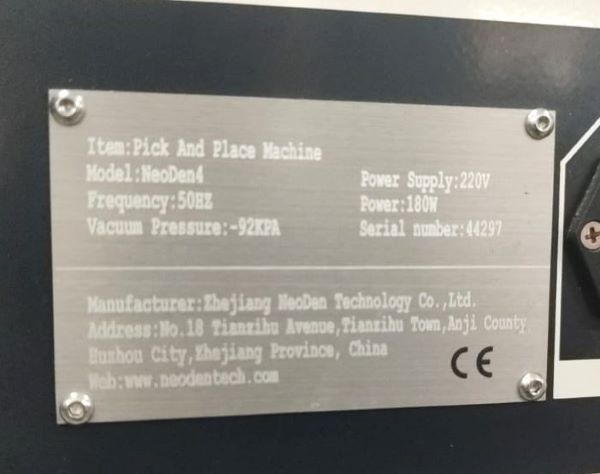 Item:Pick And Place Machine
Model:NeoDen4
Power Supply:220V
Frequency:50HZ
Power:180W
Vacuum Pressure:-92KPA
Serial number:44297
Manufacturer:Zhejiang NeoDen Technology Co.,Ltd.
Address:No.18 Tianzihu Avenue,Tianzihu Town,Anji County
Huzhou City,Zhejiang Province, China
Web:www.neodentech.com
CE